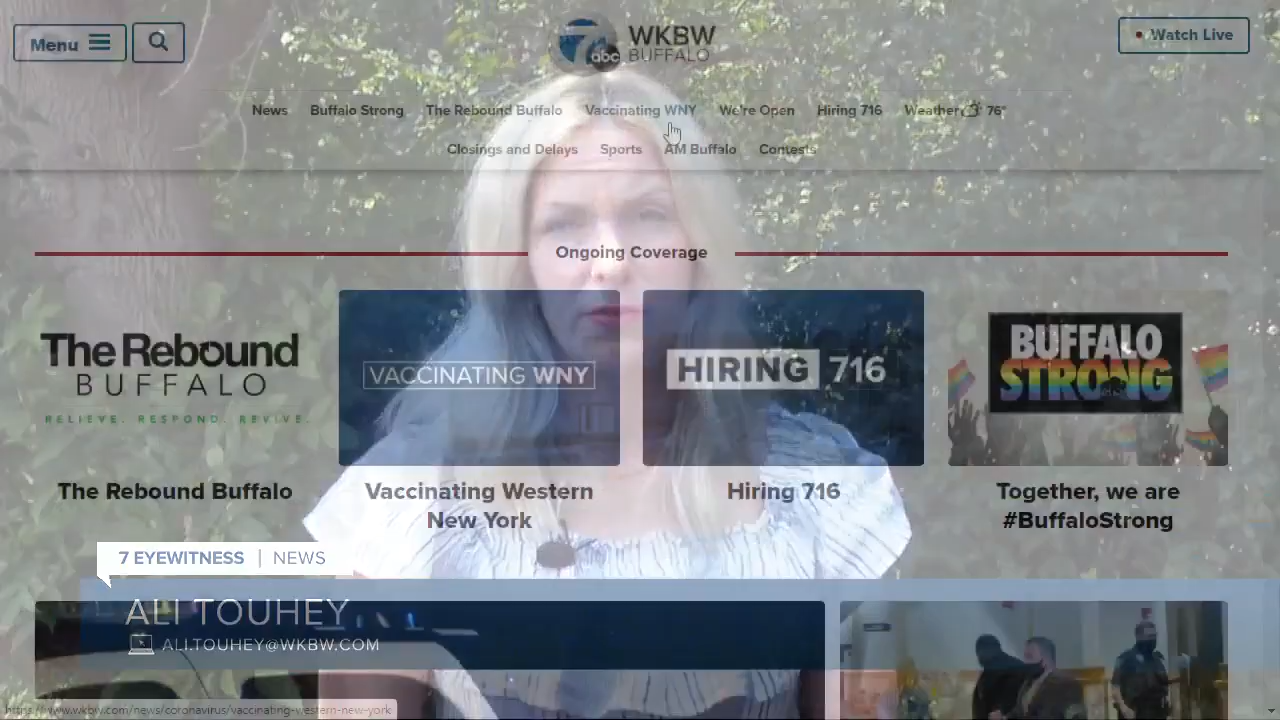 Menu
7 abc
WKBW
BUFFALO
Watch Live
News Buffalo Strong The Rebound Buffalo Vaccinating WNY We're Open Hiring 716 Weather 76°
Closings and Delays Sports AM Buffalo Contests
Ongoing Coverage
The Rebound
BUFFALO
RELIEVE. RESPOND. REVIVE.
VACCINATING WNY
HIRING 716
BUFFALO
STRONG
The Rebound Buffalo
Vaccinating Western
New York
Hiring 716
Together, we are
#BuffaloStrong
7 EYEWITNESS | NEWS
ALI TOUHEY
ALI.TOUHEY@WKBW.COM
https://www.wkbw.com/news/coronavirus/vaccinating-western-new-york